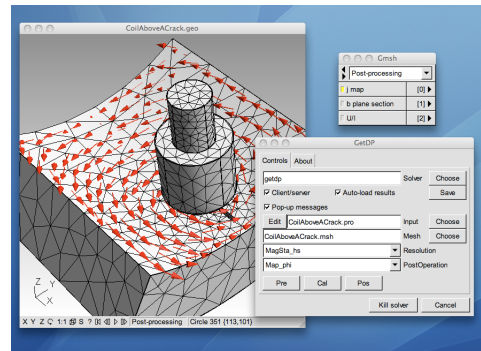 CoilAboveACrack.geo
Z Y
X
X Y Z 1:1 S ? Post-processing Circle 351 {113,101}
Gmsh
Post-processing
j map [0]
b plane section [1]
U/I [2]
GetDP
Controls About
getdp Solver Choose
Client/server Auto-load results Save
Pop-up messages
Edit CoilAboveACrack.pro Input Choose
CoilAboveACrack.msh Mesh Choose
MagSta_hs Resolution
Map_phi PostOperation
Pre Cal Pos
Kill solver Cancel